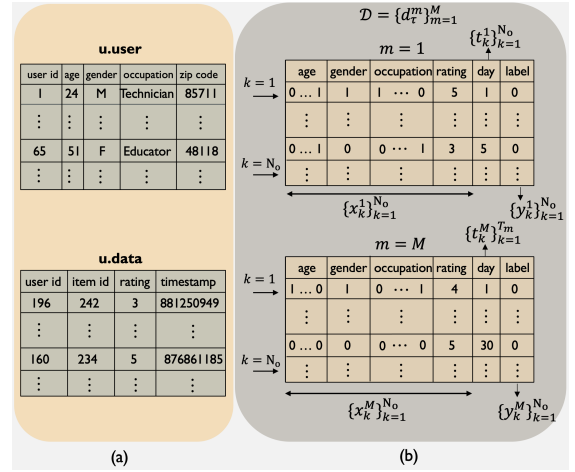 u.user
user id age gender occupation zip code
1 24 M Technician 85711
⋮ ⋮ ⋮ ⋮ ⋮
65 51 F Educator 48118
⋮ ⋮ ⋮ ⋮ ⋮
u.data
user id item id rating timestamp
196 242 3 881250949
⋮ ⋮ ⋮ ⋮
160 234 5 876861185
⋮ ⋮ ⋮ ⋮
(a)
𝒟 = {d_τ^m}_{m=1}^M
{t_k^1}_{k=1}^{N_o}
m = 1
age gender occupation rating day label
k = 1 0 … 1 1 1 ⋯ 0 5 1 0
⋮ ⋮ ⋮ ⋮ ⋮ ⋮
0 … 1 0 0 ⋯ 1 3 5 0
k = N_o ⋮ ⋮ ⋮ ⋮ ⋮ ⋮
{x_k^1}_{k=1}^{N_o} {y_k^1}_{k=1}^{N_o}
{t_k^M}_{k=1}^{T_m}
m = M
age gender occupation rating day label
k = 1 1 … 0 1 0 ⋯ 1 4 1 0
⋮ ⋮ ⋮ ⋮ ⋮ ⋮
0 … 0 0 0 ⋯ 0 5 30 0
k = N_o ⋮ ⋮ ⋮ ⋮ ⋮ ⋮
{x_k^M}_{k=1}^{N_o} {y_k^M}_{k=1}^{N_o}
(b)